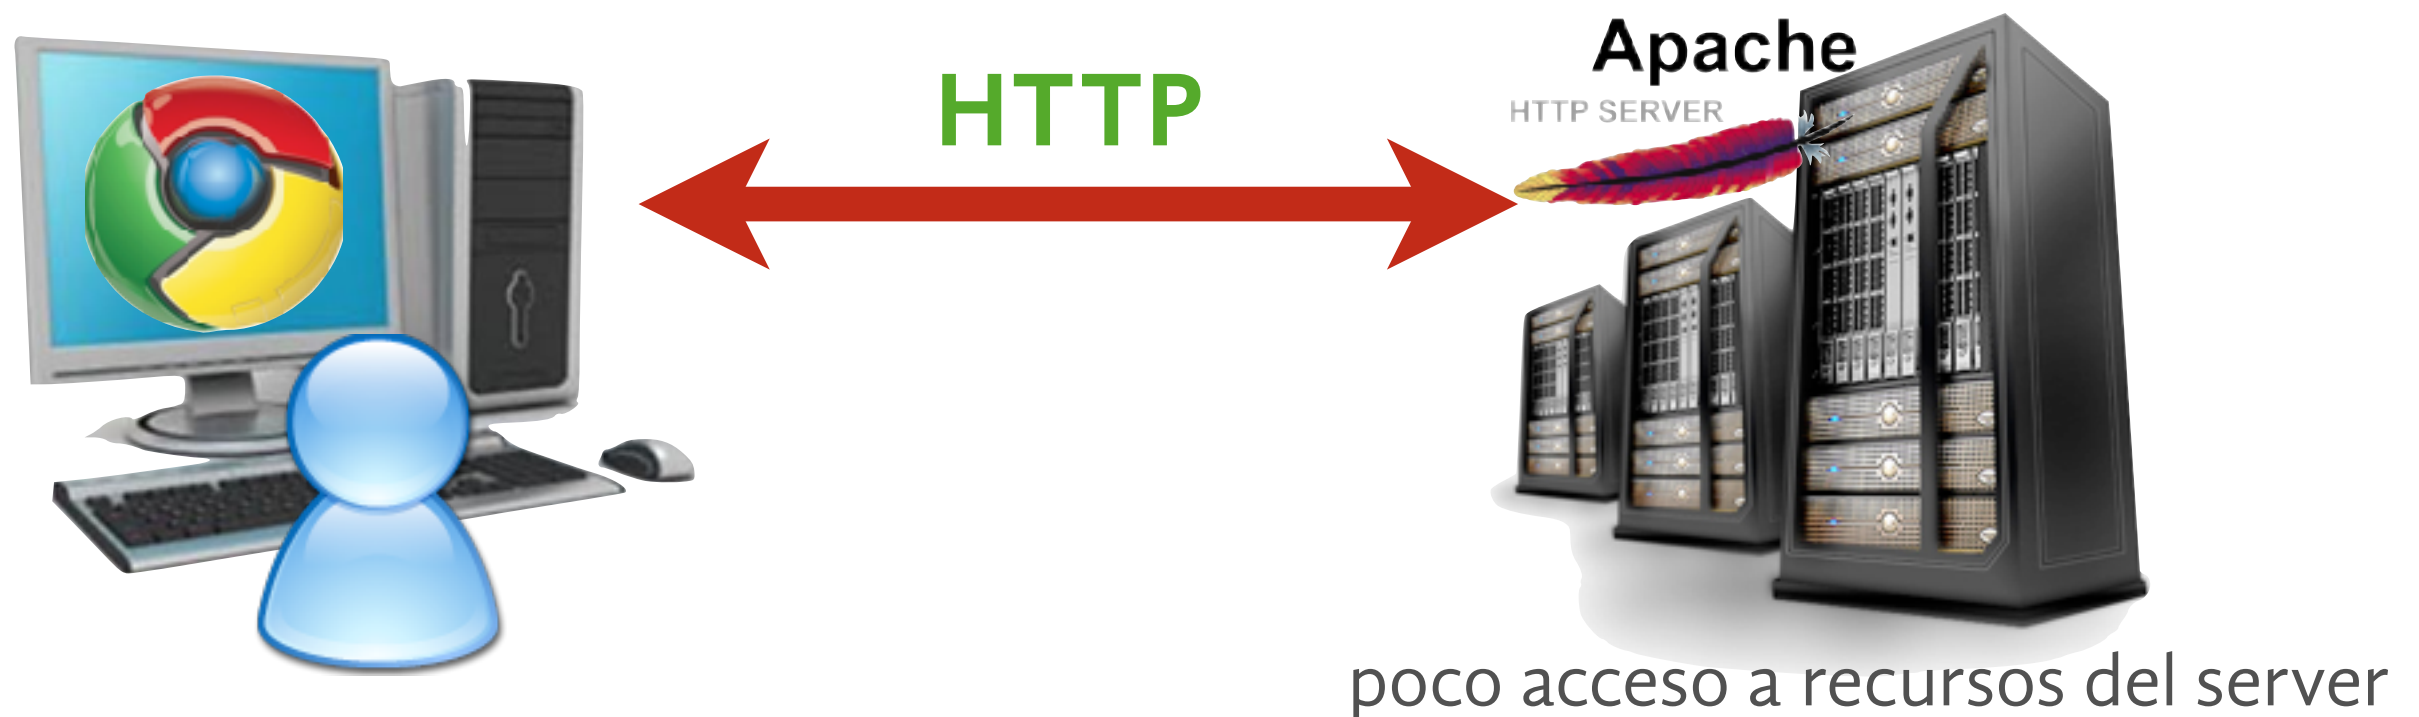 Apache
HTTP
HTTP SERVER
poco acceso a recursos del server